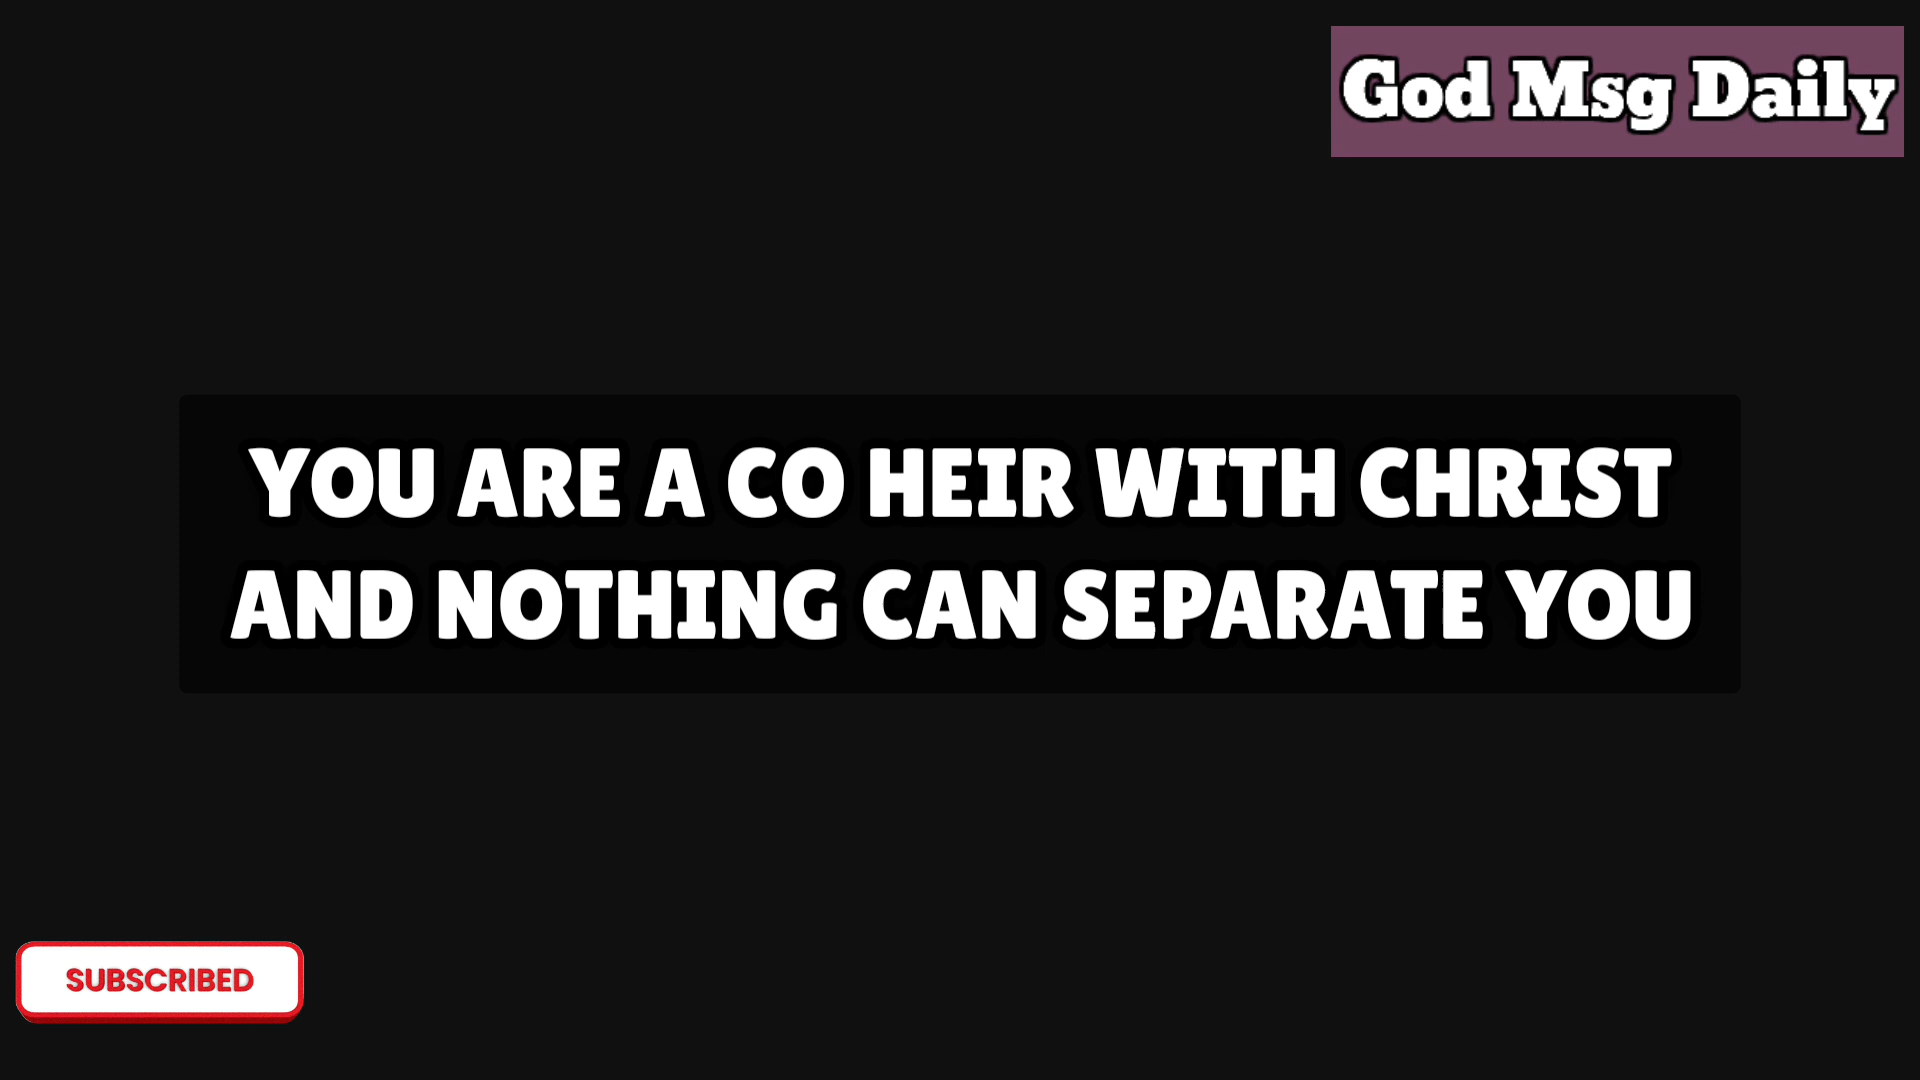 God Msg Daily
YOU ARE A CO HEIR WITH CHRIST
AND NOTHING CAN SEPARATE YOU
SUBSCRIBED